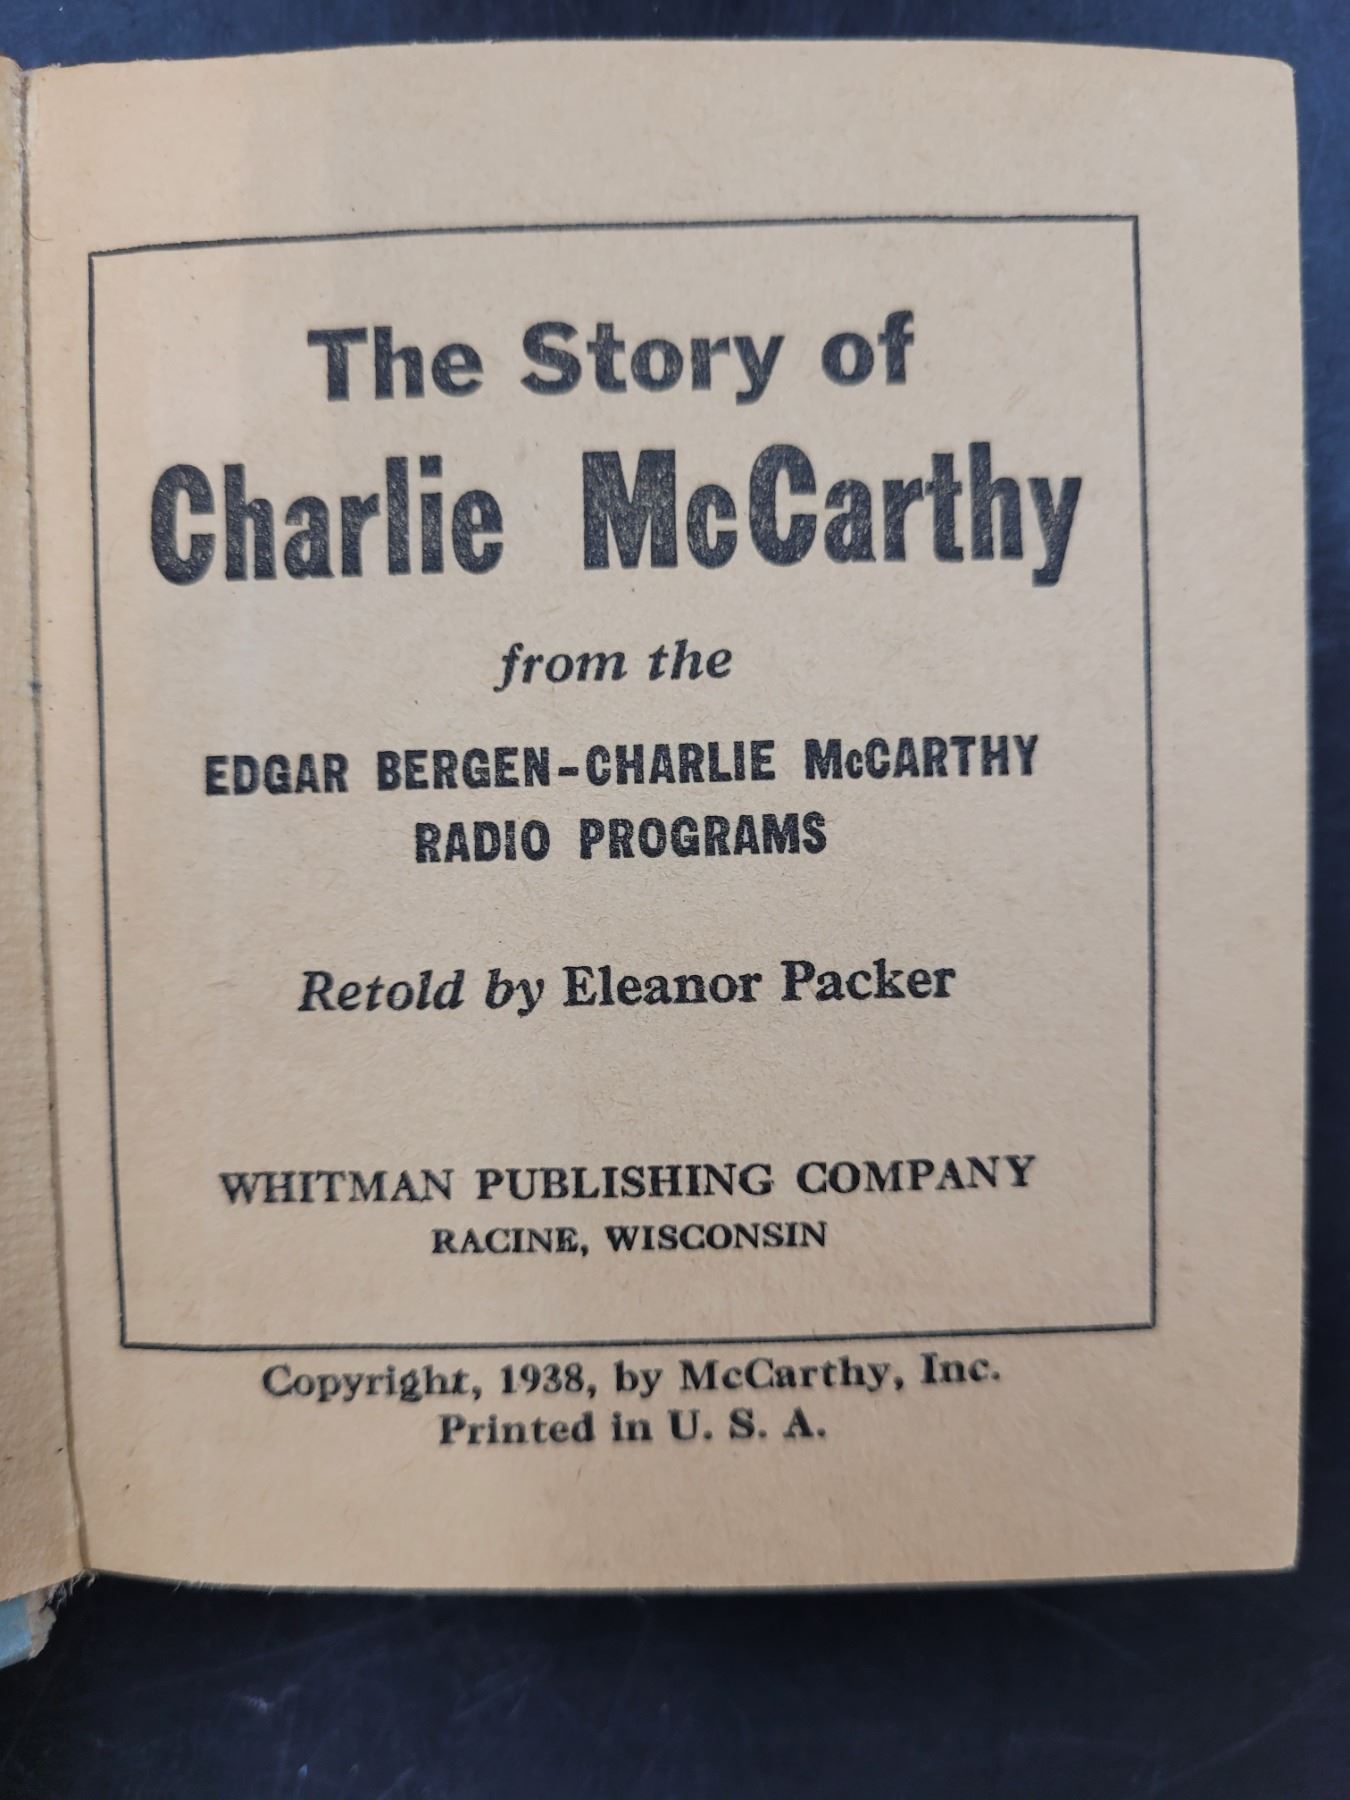 The Story of
Charlie McCarthy
from the
EDGAR BERGEN-CHARLIE McCARTHY
RADIO PROGRAMS
Retold by Eleanor Packer
WHITMAN PUBLISHING COMPANY
RACINE, WISCONSIN
Copyright, 1938, by McCarthy, Inc.
Printed in U. S. A.